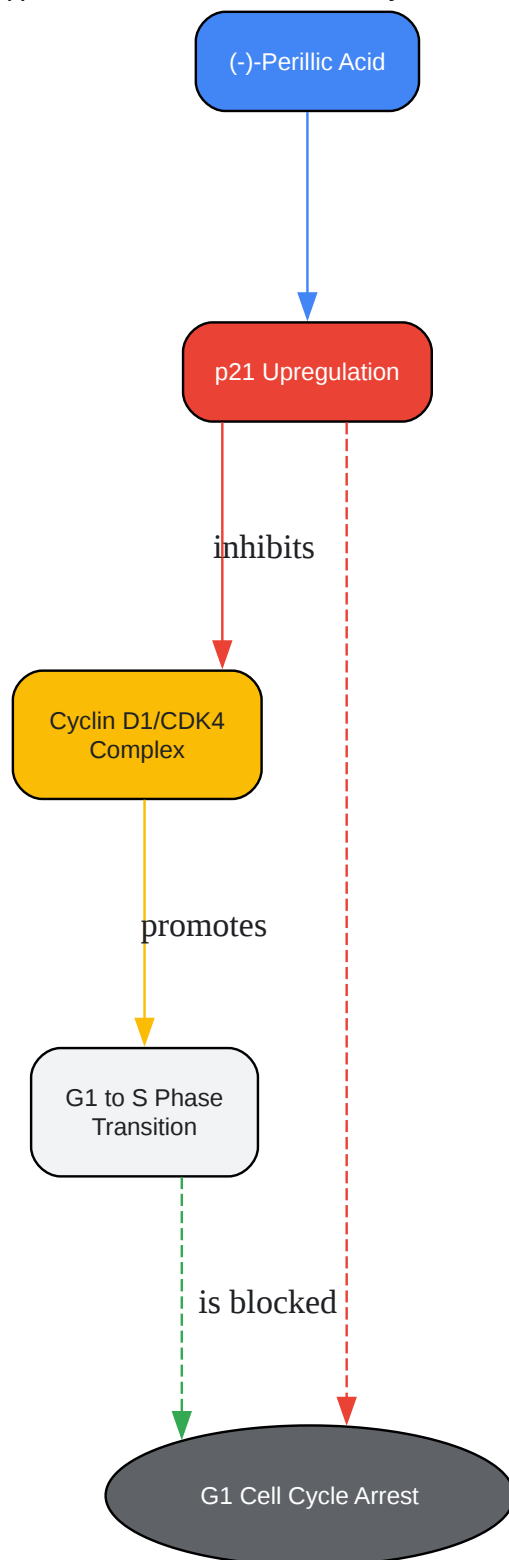 (-)-Perillic Acid
p21 Upregulation
inhibits
Cyclin D1/CDK4
Complex
promotes
G1 to S Phase
Transition
is blocked
G1 Cell Cycle Arrest